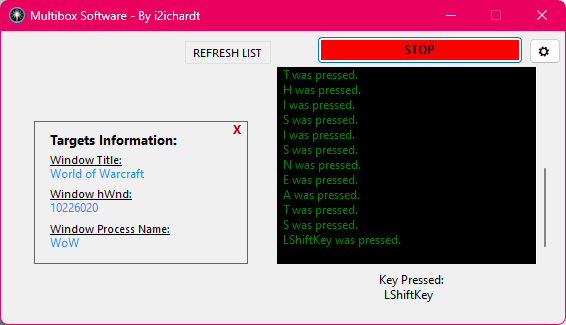 Multibox Software - By i2ichardt
REFRESH LIST
STOP
T was pressed.
H was pressed.
I was pressed.
S was pressed.
I was pressed.
S was pressed.
N was pressed.
E was pressed.
A was pressed.
T was pressed.
S was pressed.
LShiftKey was pressed.
X
Targets Information:
Window Title:
World of Warcraft
Window hWnd:
10226020
Window Process Name:
WoW
Key Pressed:
LShiftKey